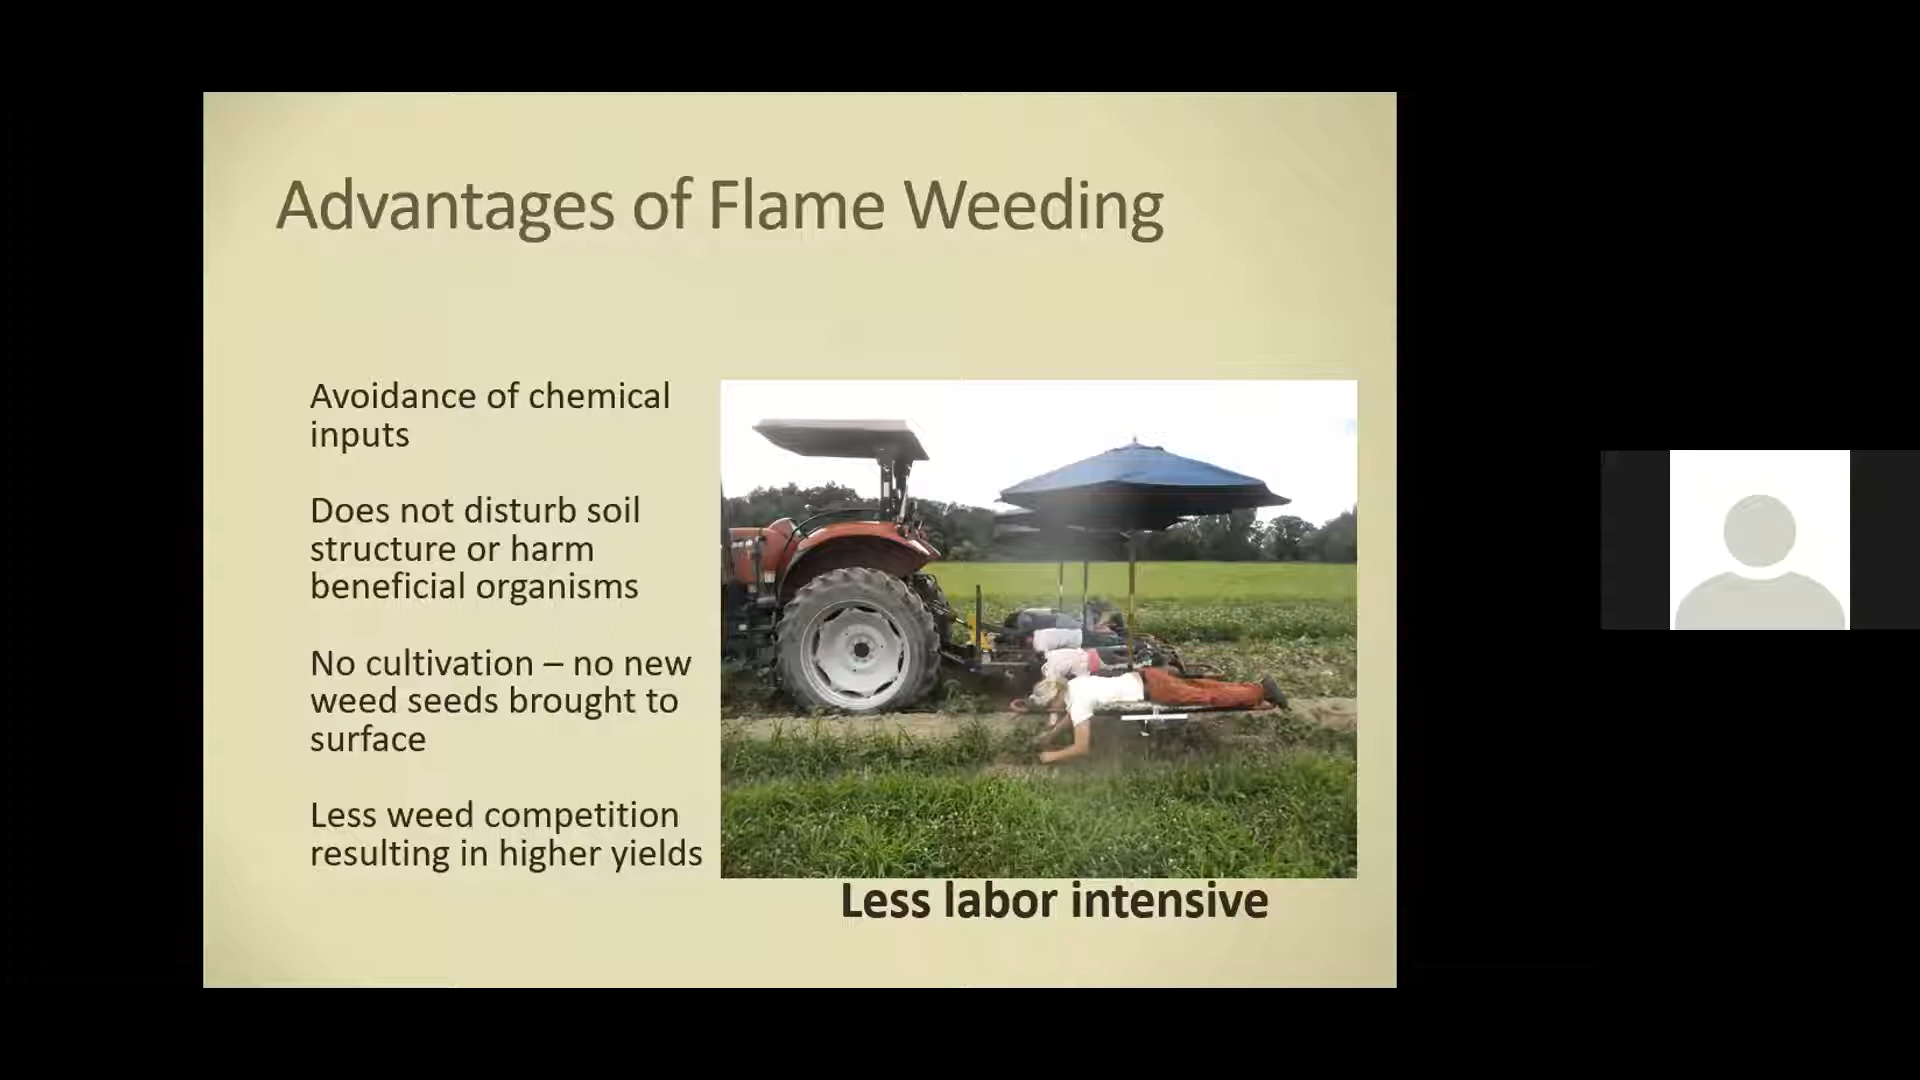 Advantages of Flame Weeding
Avoidance of chemical
inputs
Does not disturb soil
structure or harm
beneficial organisms
No cultivation – no new
weed seeds brought to
surface
Less weed competition
resulting in higher yields
Less labor intensive